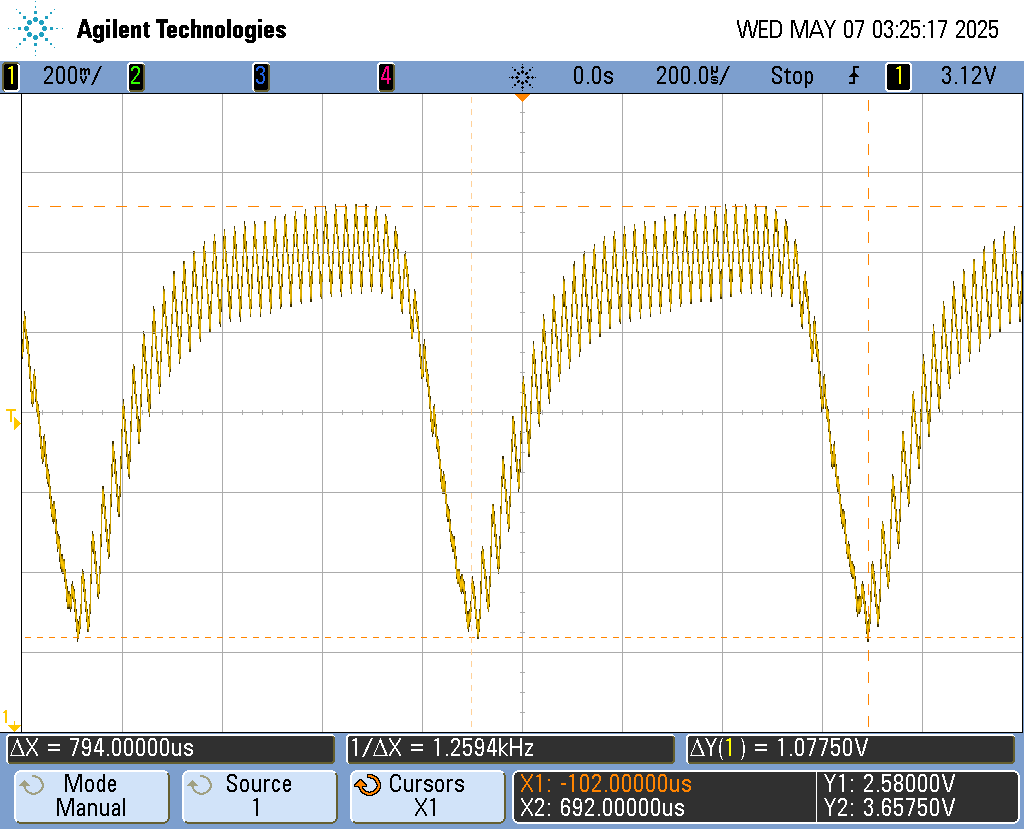 Agilent Technologies
WED MAY 07 03:25:17 2025
1 200mV/ 2 3 4 0.0s 200.0us/ Stop 1 3.12V
T
1
ΔX = 794.00000us 1/ΔX = 1.2594kHz ΔY(1) = 1.07750V
Mode Manual
Source 1
Cursors X1
X1: -102.00000us
X2: 692.00000us
Y1: 2.58000V
Y2: 3.65750V